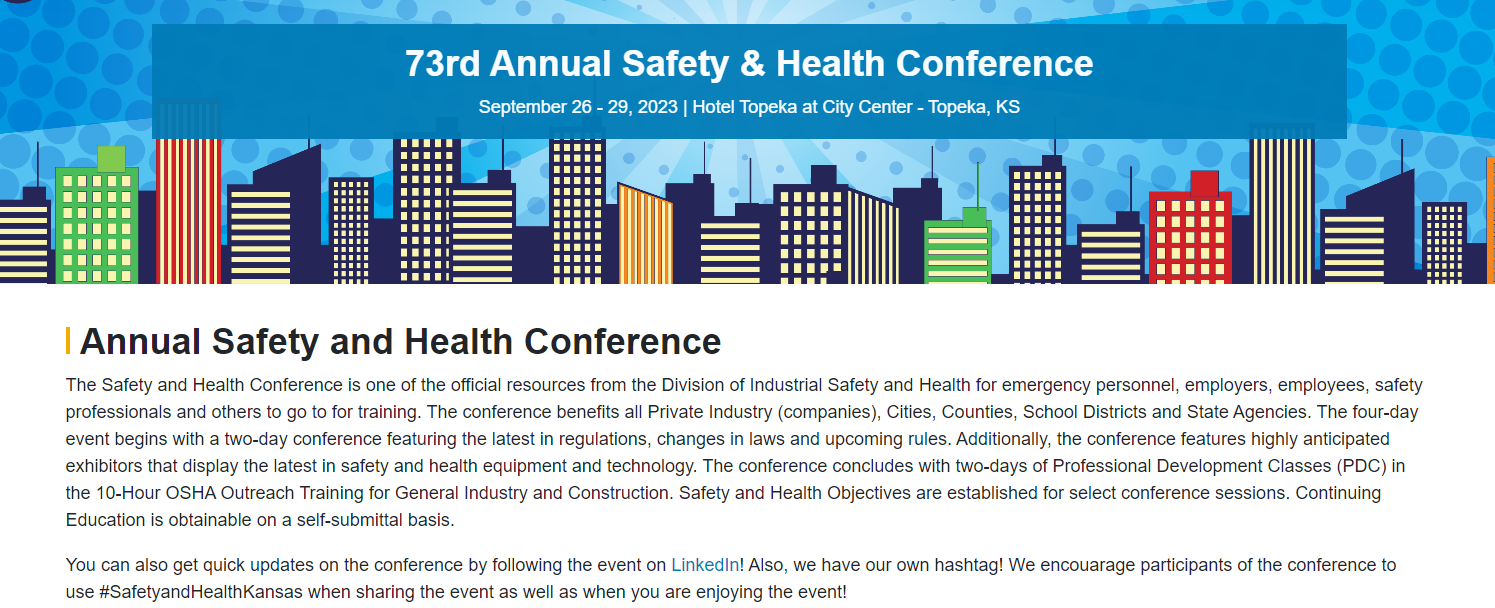 73rd Annual Safety & Health Conference
September 26 - 29, 2023 | Hotel Topeka at City Center - Topeka, KS
Annual Safety and Health Conference
The Safety and Health Conference is one of the official resources from the Division of Industrial Safety and Health for emergency personnel, employers, employees, safety
professionals and others to go to for training. The conference benefits all Private Industry (companies), Cities, Counties, School Districts and State Agencies. The four-day
event begins with a two-day conference featuring the latest in regulations, changes in laws and upcoming rules. Additionally, the conference features highly anticipated
exhibitors that display the latest in safety and health equipment and technology. The conference concludes with two-days of Professional Development Classes (PDC) in
the 10-Hour OSHA Outreach Training for General Industry and Construction. Safety and Health Objectives are established for select conference sessions. Continuing
Education is obtainable on a self-submittal basis.
You can also get quick updates on the conference by following the event on LinkedIn! Also, we have our own hashtag! We encouarage participants of the conference to
use #SafetyandHealthKansas when sharing the event as well as when you are enjoying the event!